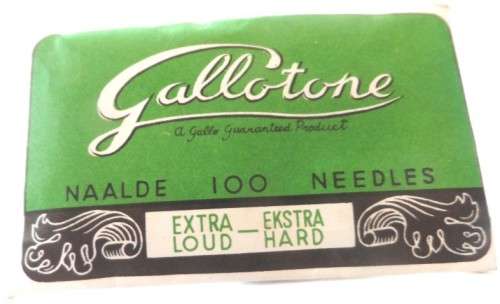 Gallotone
A Gallo Guaranteed Product
NAALDE 100 NEEDLES
EXTRA — EKSTRA
LOUD HARD